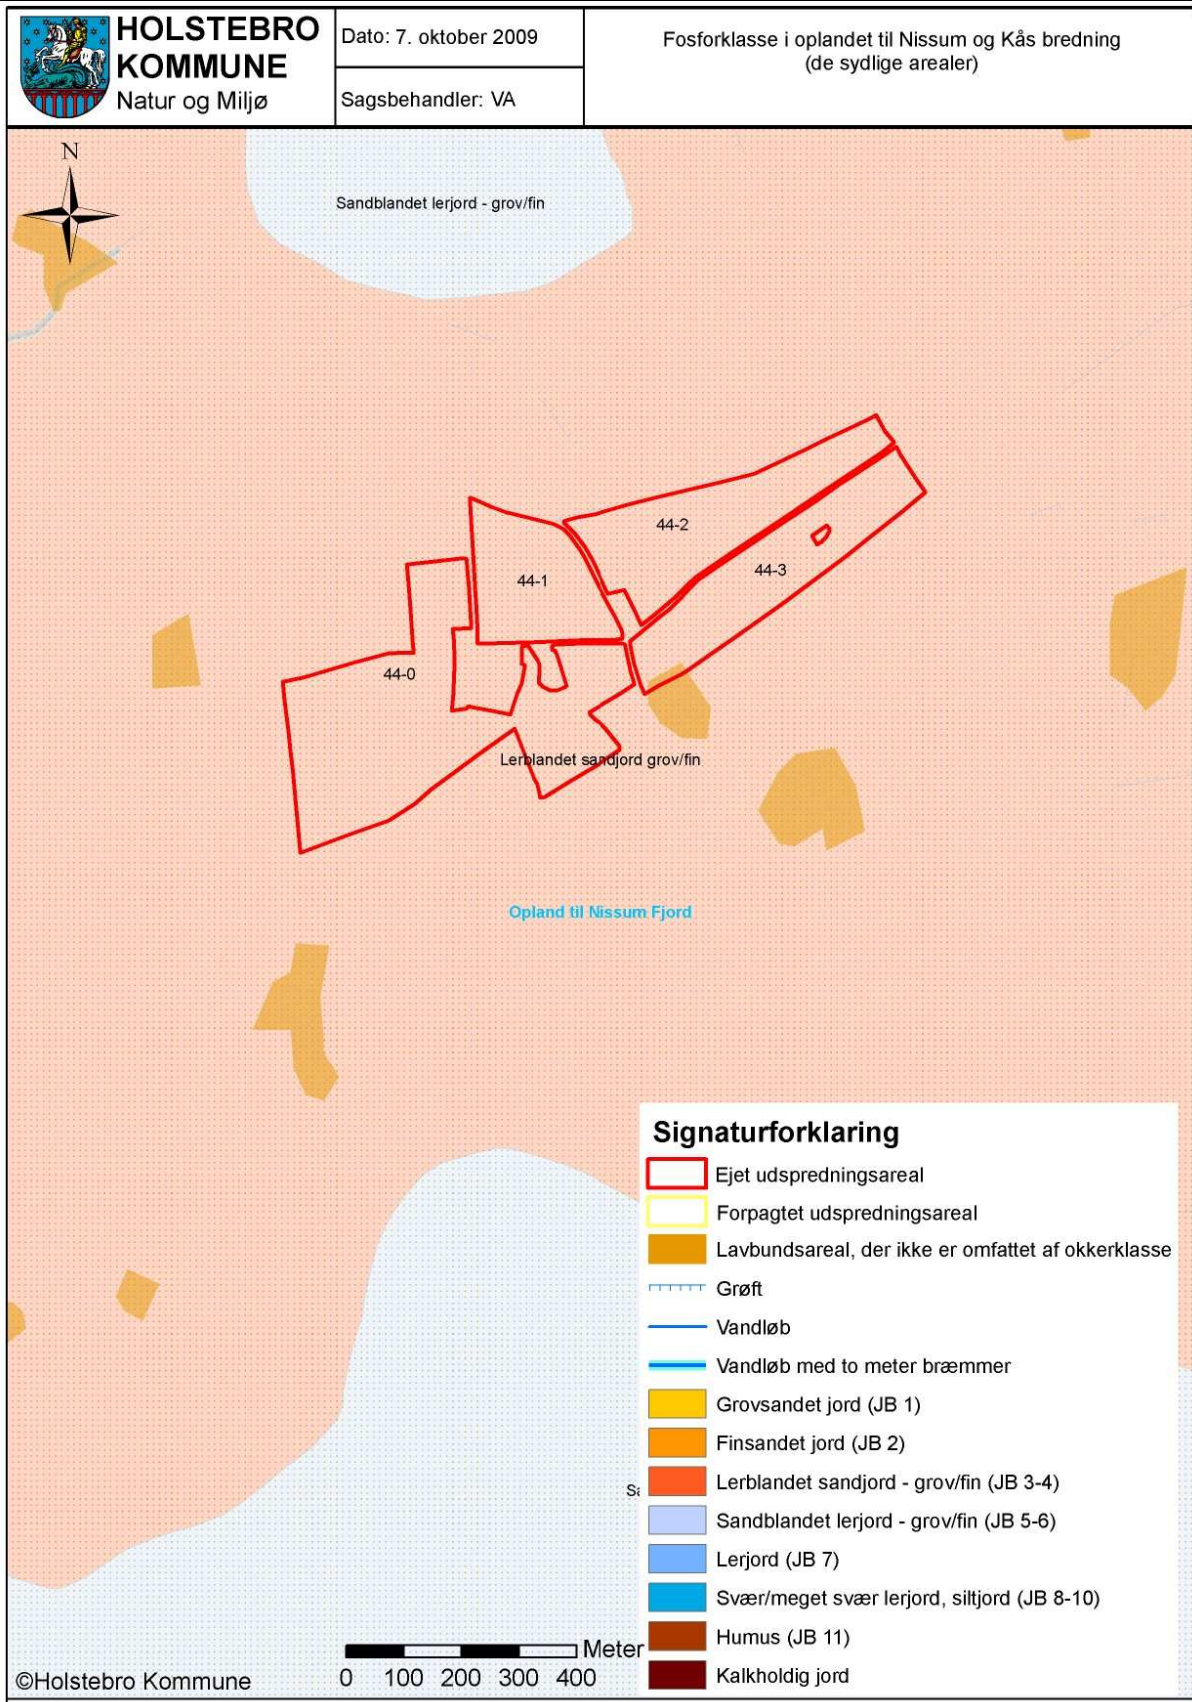 HOLSTEBRO
KOMMUNE
Natur og Miljø
Dato: 7. oktober 2009
Sagsbehandler: VA
Fosforklasse i oplandet til Nissum og Kås bredning
(de sydlige arealer)
N
Sandblandet lerjord - grov/fin
44-2
44-3
44-1
44-0
Lerblandet sandjord grov/fin
Opland til Nissum Fjord
Signaturforklaring
Ejet udspredningsareal
Forpagtet udspredningsareal
Lavbundsareal, der ikke er omfattet af okkerklasse
Grøft
Vandløb
Vandløb med to meter bræmmer
Grovsandet jord (JB 1)
Finsandet jord (JB 2)
Lerblandet sandjord - grov/fin (JB 3-4)
Sandblandet lerjord - grov/fin (JB 5-6)
Lerjord (JB 7)
Svær/meget svær lerjord, siltjord (JB 8-10)
Humus (JB 11)
Kalkholdig jord
Meter
0 100 200 300 400
©Holstebro Kommune